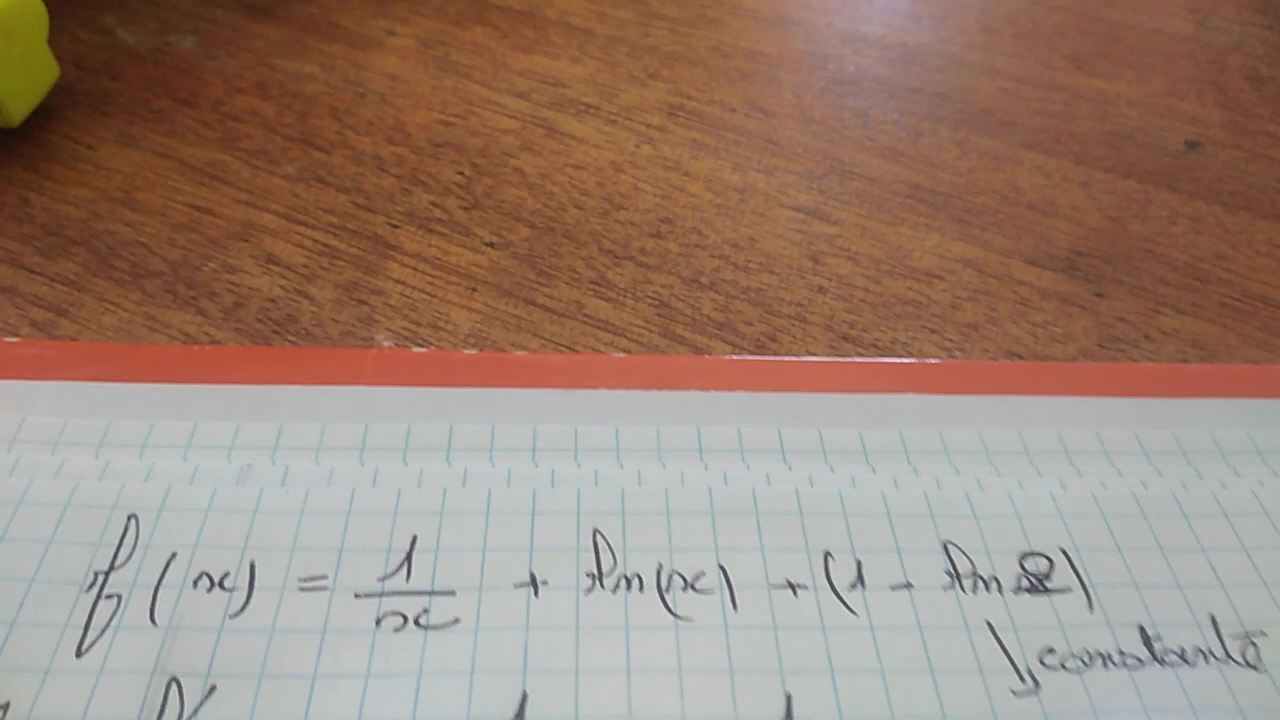 f(x) = 1/x + ln(x) + (1 - ln 2)
↳ constante